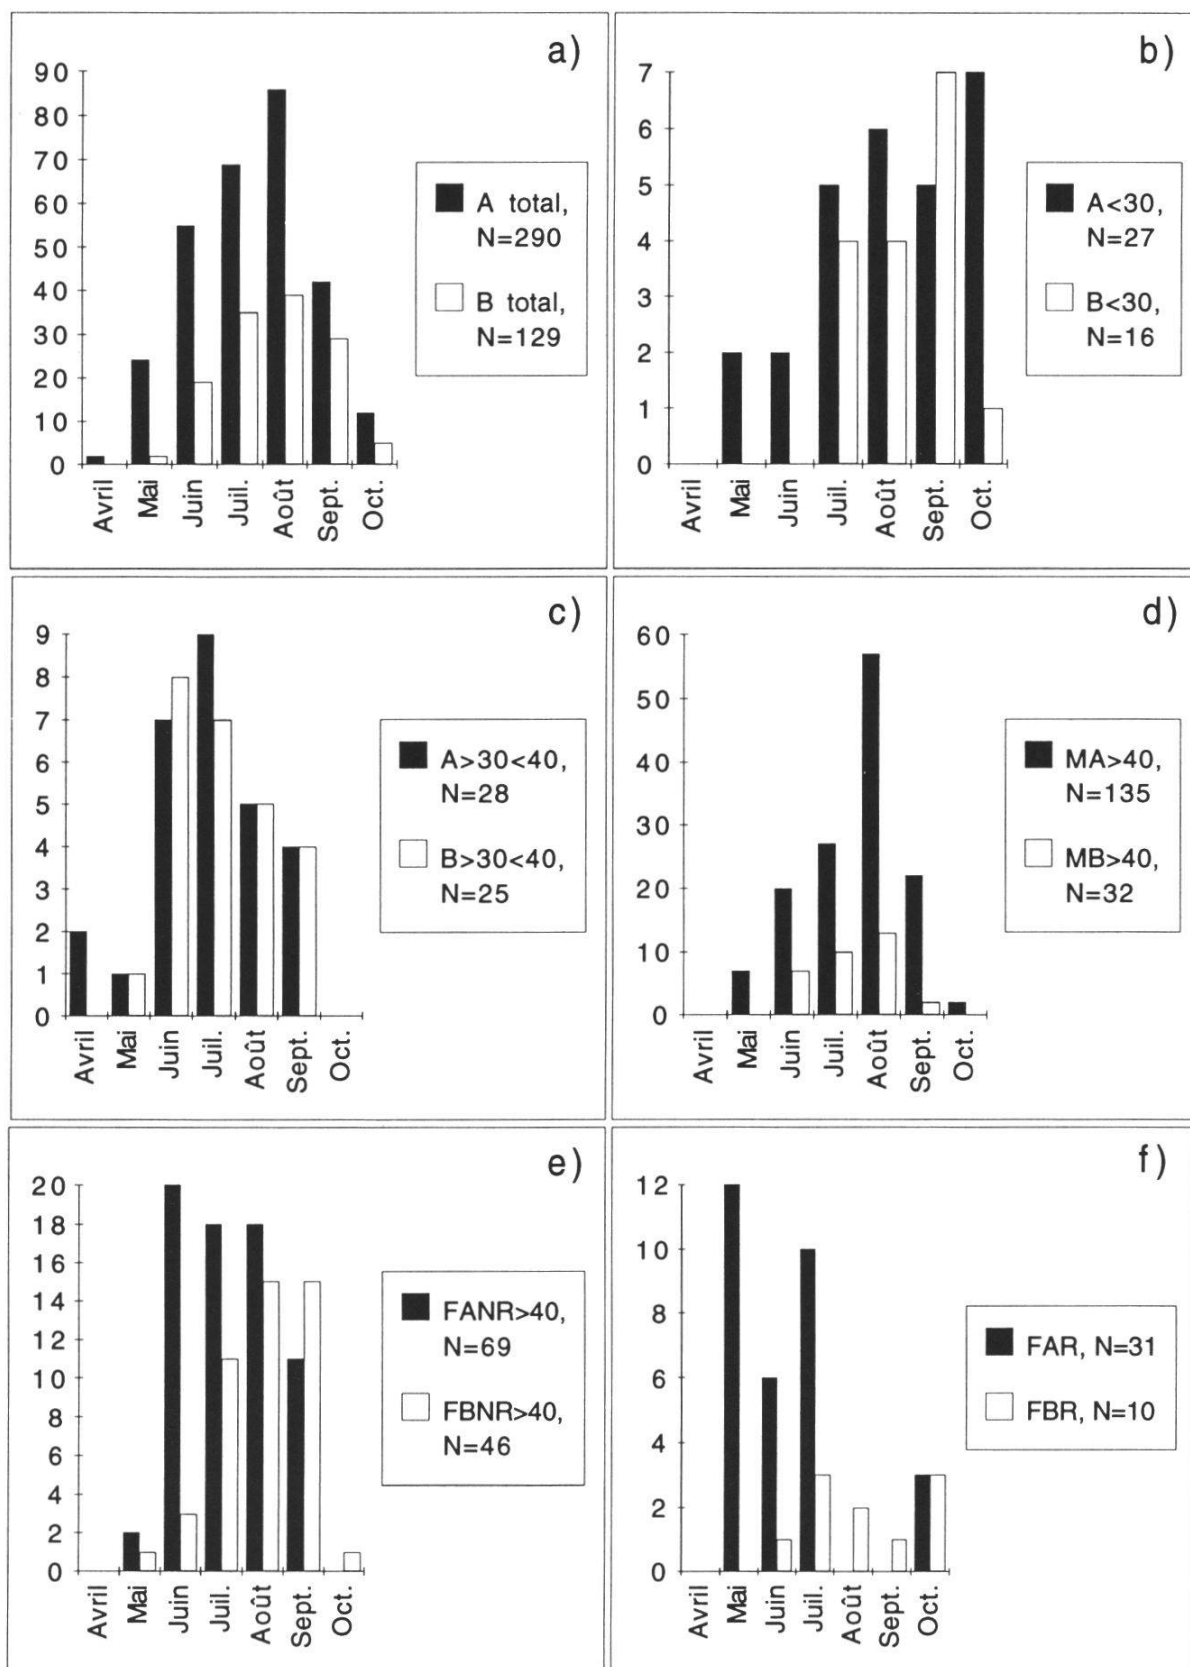 a)
90
80
70
60
50
40
30
20
10
0
Avril
Mai
Juin
Juil.
Août
Sept.
Oct.
A total,
N=290
B total,
N=129
b)
7
6
5
4
3
2
1
0
Avril
Mai
Juin
Juil.
Août
Sept.
Oct.
A<30,
N=27
B<30,
N=16
c)
9
8
7
6
5
4
3
2
1
0
Avril
Mai
Juin
Juil.
Août
Sept.
Oct.
A>30<40,
N=28
B>30<40,
N=25
d)
60
50
40
30
20
10
0
Avril
Mai
Juin
Juil.
Août
Sept.
Oct.
MA>40,
N=135
MB>40,
N=32
e)
20
18
16
14
12
10
8
6
4
2
0
Avril
Mai
Juin
Juil.
Août
Sept.
Oct.
FANR>40,
N=69
FBNR>40,
N=46
f)
12
10
8
6
4
2
0
Avril
Mai
Juin
Juil.
Août
Sept.
Oct.
FAR, N=31
FBR, N=10